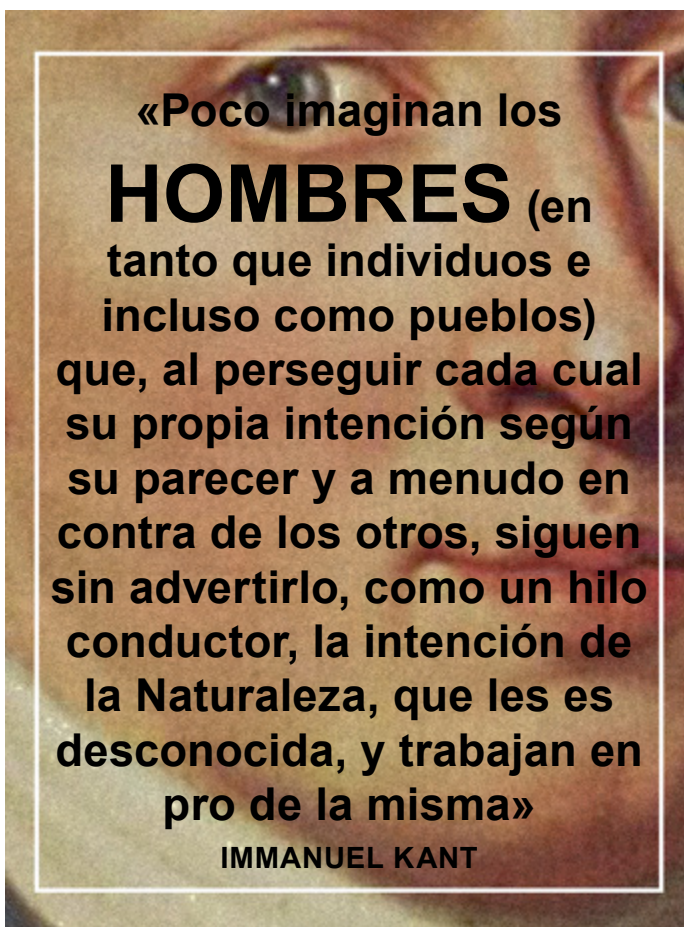 «Poco imaginan los
HOMBRES (en
tanto que individuos e
incluso como pueblos)
que, al perseguir cada cual
su propia intención según
su parecer y a menudo en
contra de los otros, siguen
sin advertirlo, como un hilo
conductor, la intención de
la Naturaleza, que les es
desconocida, y trabajan en
pro de la misma»
IMMANUEL KANT